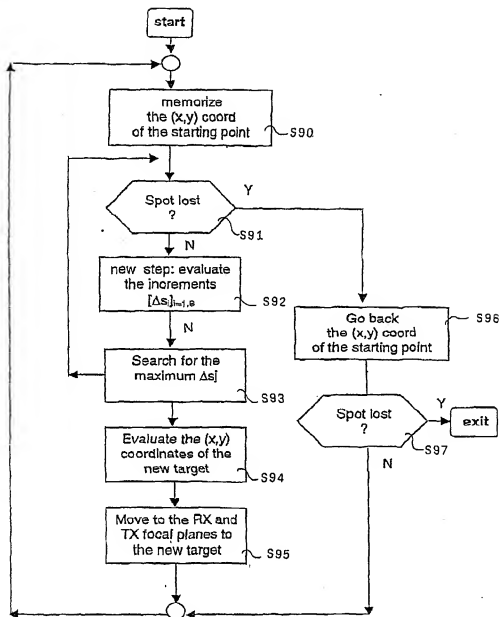 start
memorize
the (x,y) coord
of the starting point
S90
Spot lost
?
Y
S91
N
new step: evaluate
the increments
[Δsj]i=1,8
S92
N
Search for the
maximum Δsj
S93
Evaluate the (x,y)
coordinates of the
new target
S94
Move to the RX and
TX focal planes to
the new target
S95
Go back
the (x,y) coord
of the starting point
S96
Spot lost
?
Y
exit
S97
N